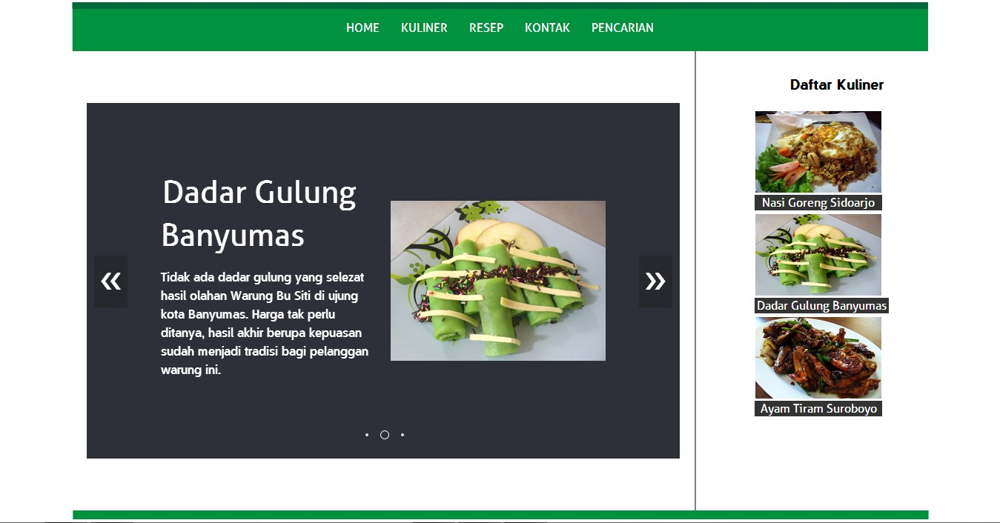 HOME KULINER RESEP KONTAK PENCARIAN
Dadar Gulung
Banyumas
Tidak ada dadar gulung yang selezat
hasil olahan Warung Bu Siti di ujung
kota Banyumas. Harga tak perlu
ditanya, hasil akhir berupa kepuasan
sudah menjadi tradisi bagi pelanggan
warung ini.
Daftar Kuliner
Nasi Goreng Sidoarjo
Dadar Gulung Banyumas
Ayam Tiram Suroboyo